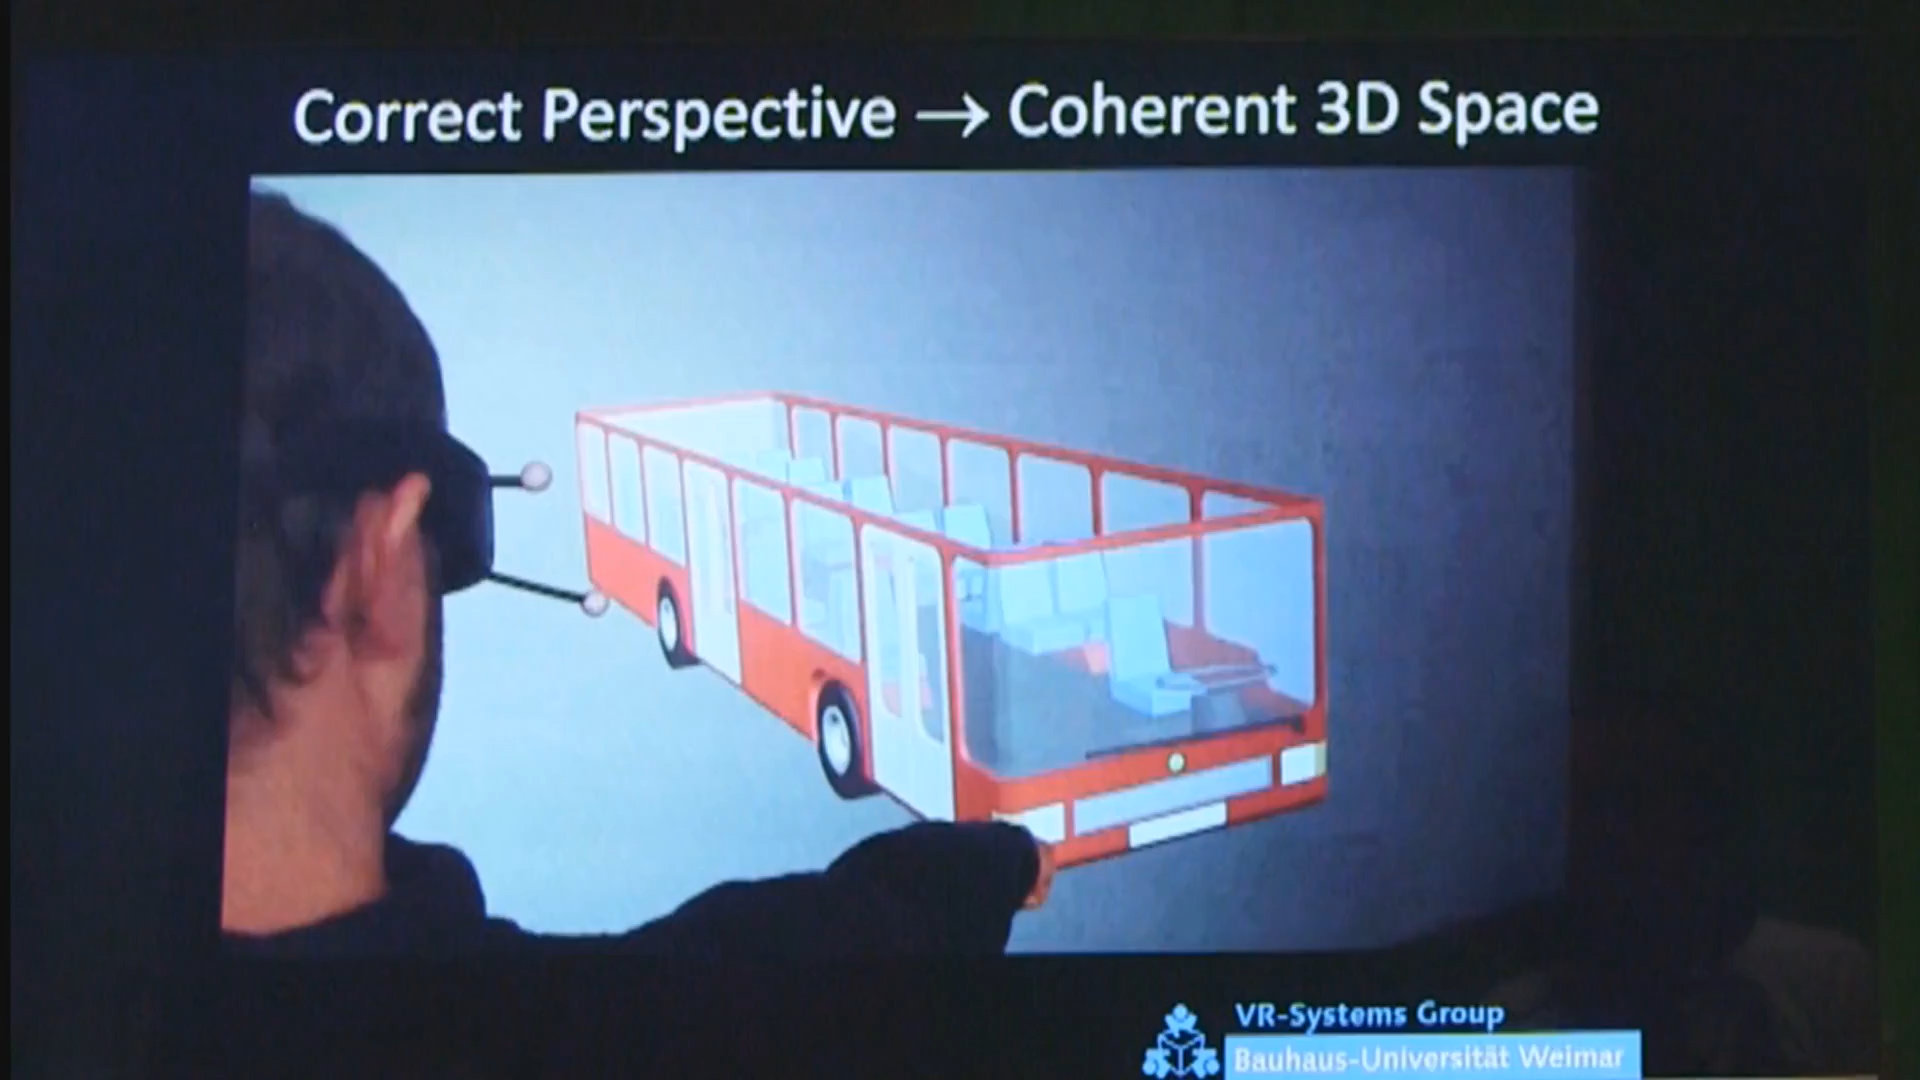 Correct Perspective → Coherent 3D Space
VR-Systems Group
Bauhaus-Universität Weimar